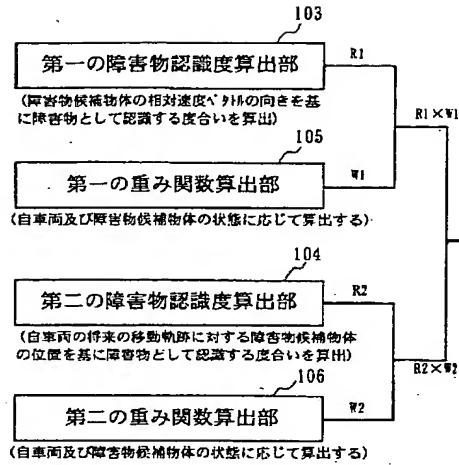 103
第一の障害物認識度算出部
R1
(障害物候補物体の相対速度ベクトルの向きを基
に障害物として認識する度合いを算出)
R1×W1
105
第一の重み関数算出部
W1
(自車両及び障害物候補物体の状態に応じて算出する)
104
第二の障害物認識度算出部
R2
(自車両の将来の移動軌跡に対する障害物候補物体
の位置を基に障害物として認識する度合いを算出)
R2×W2
106
第二の重み関数算出部
W2
(自車両及び障害物候補物体の状態に応じて算出する)